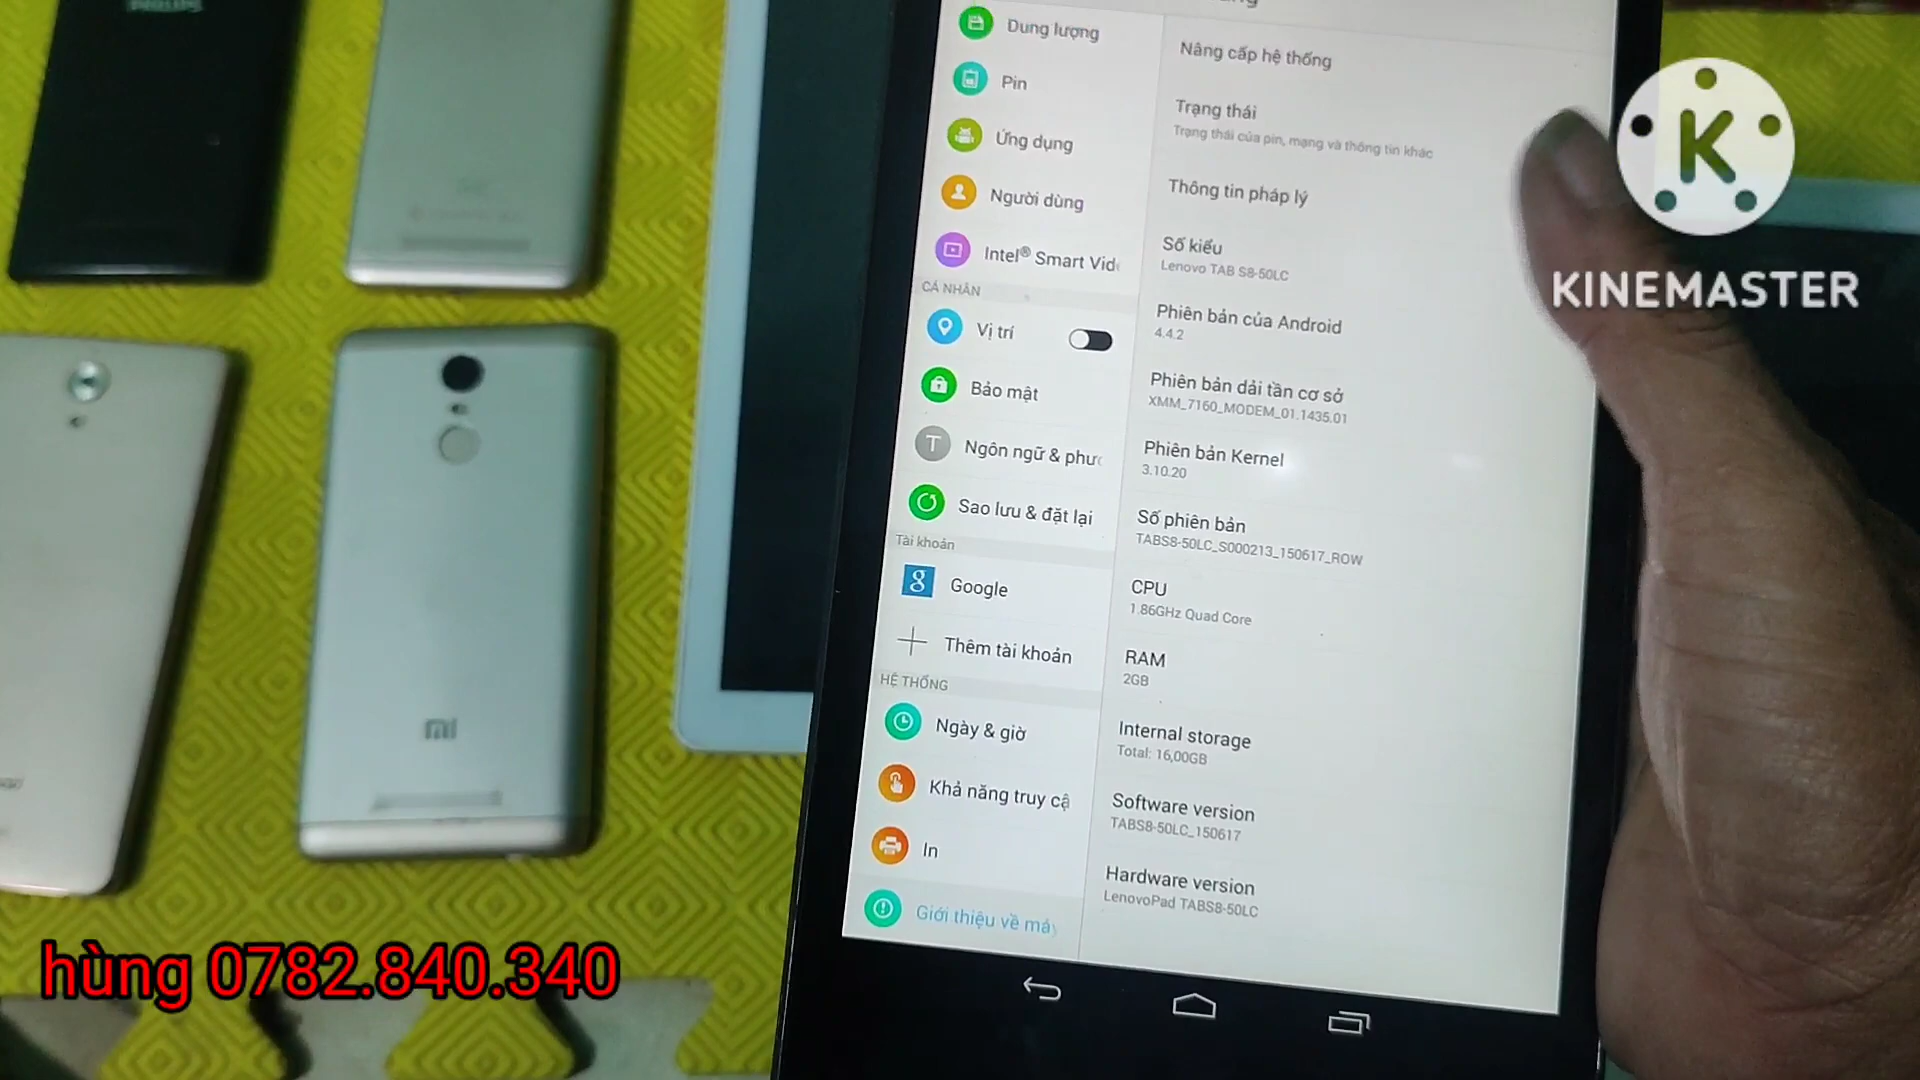 PHILIPS
Dung lượng
Pin
Ứng dụng
Người dùng
Intel® Smart Vid
CÁ NHÂN
Vị trí
Bảo mật
Ngôn ngữ & phư
Sao lưu & đặt lại
Tài khoản
Google
Thêm tài khoản
HỆ THỐNG
Ngày & giờ
Khả năng truy cậ
In
Giới thiệu về má
Nâng cấp hệ thống
Trạng thái
Trạng thái của pin, mạng và thông tin khác
Thông tin pháp lý
Số kiểu
Lenovo TAB S8-50LC
Phiên bản của Android
4.4.2
Phiên bản dải tần cơ sở
XMM_7160_MODEM_01.1435.01
Phiên bản Kernel
3.10.20
Số phiên bản
TABS8-50LC_S000213_150617_ROW
CPU
1.86GHz Quad Core
RAM
2GB
Internal storage
Total: 16,00GB
Software version
TABS8-50LC_150617
Hardware version
LenovoPad TABS8-50LC
K
KINEMASTER
mi
hùng 0782.840.340